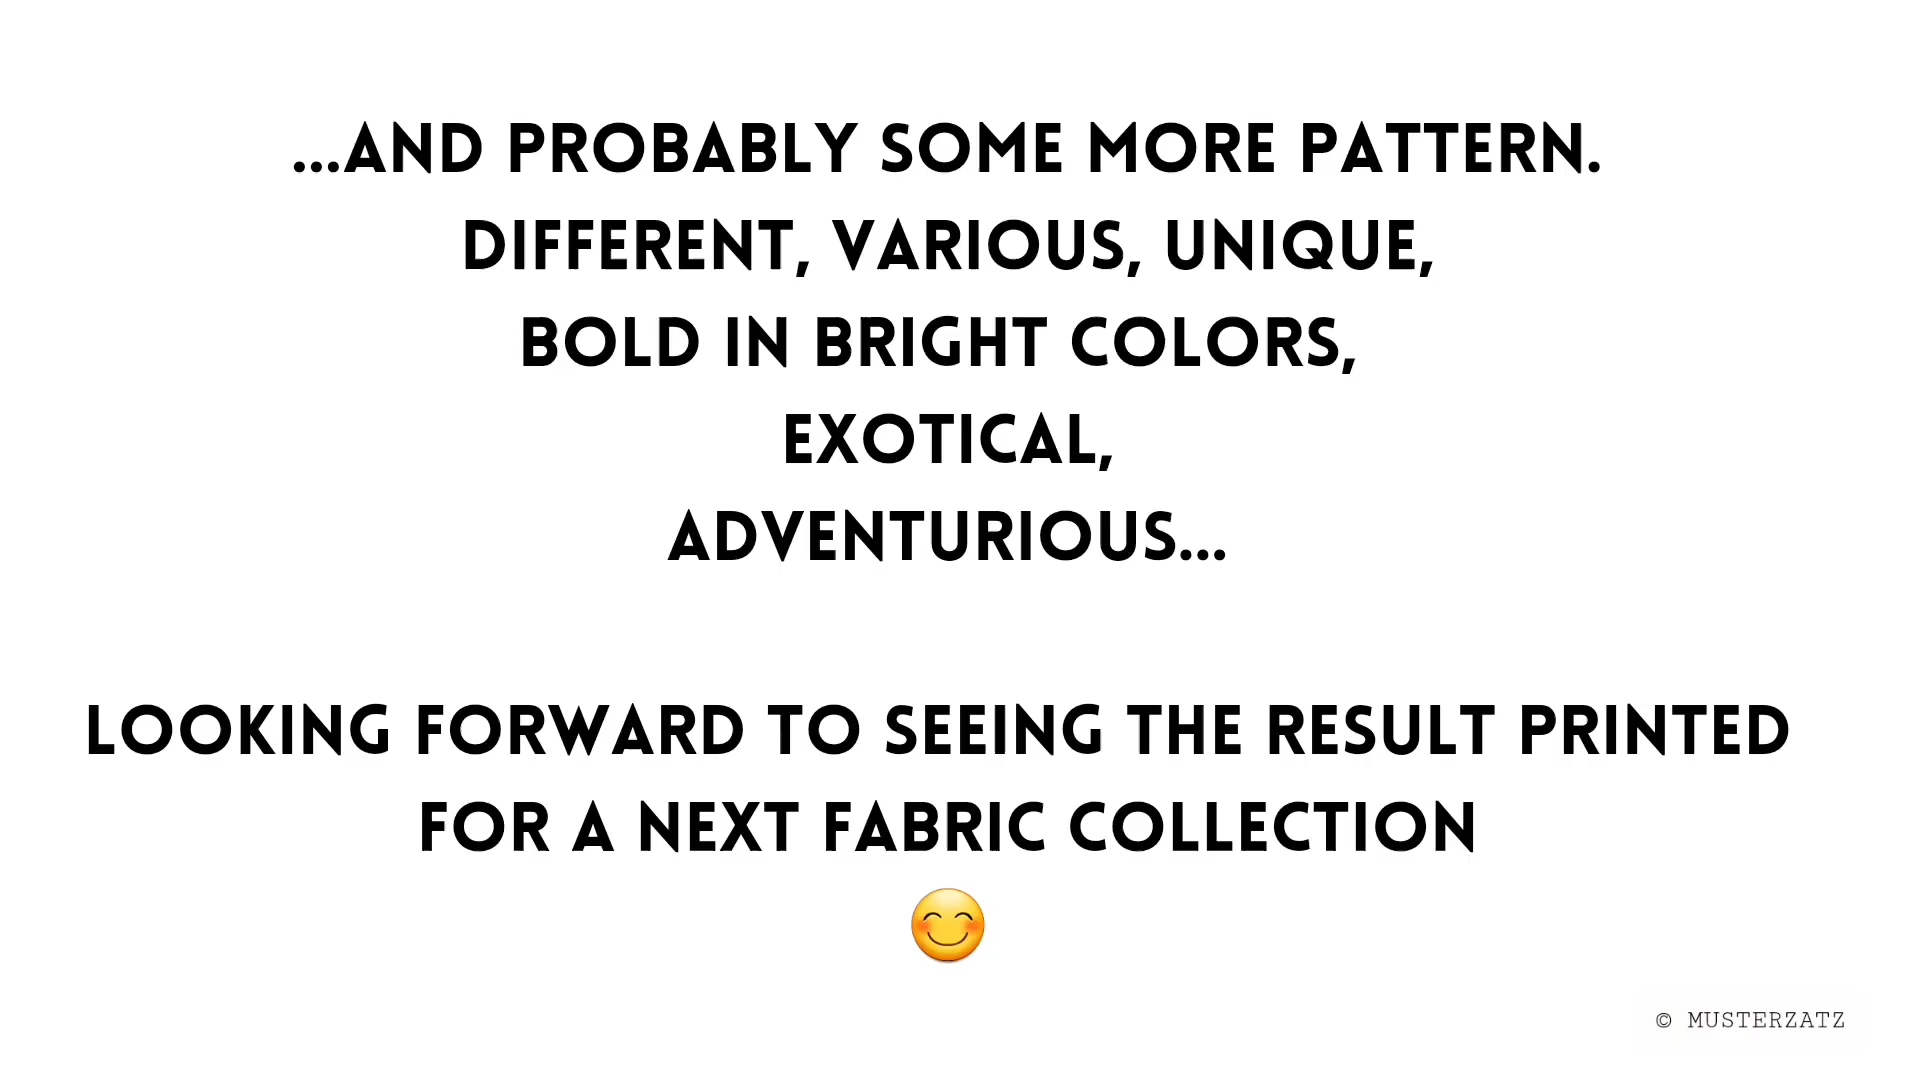 ...AND PROBABLY SOME MORE PATTERN.
DIFFERENT, VARIOUS, UNIQUE,
BOLD IN BRIGHT COLORS,
EXOTICAL,
ADVENTURIOUS...
LOOKING FORWARD TO SEEING THE RESULT PRINTED
FOR A NEXT FABRIC COLLECTION
😊
© MUSTERZATZ